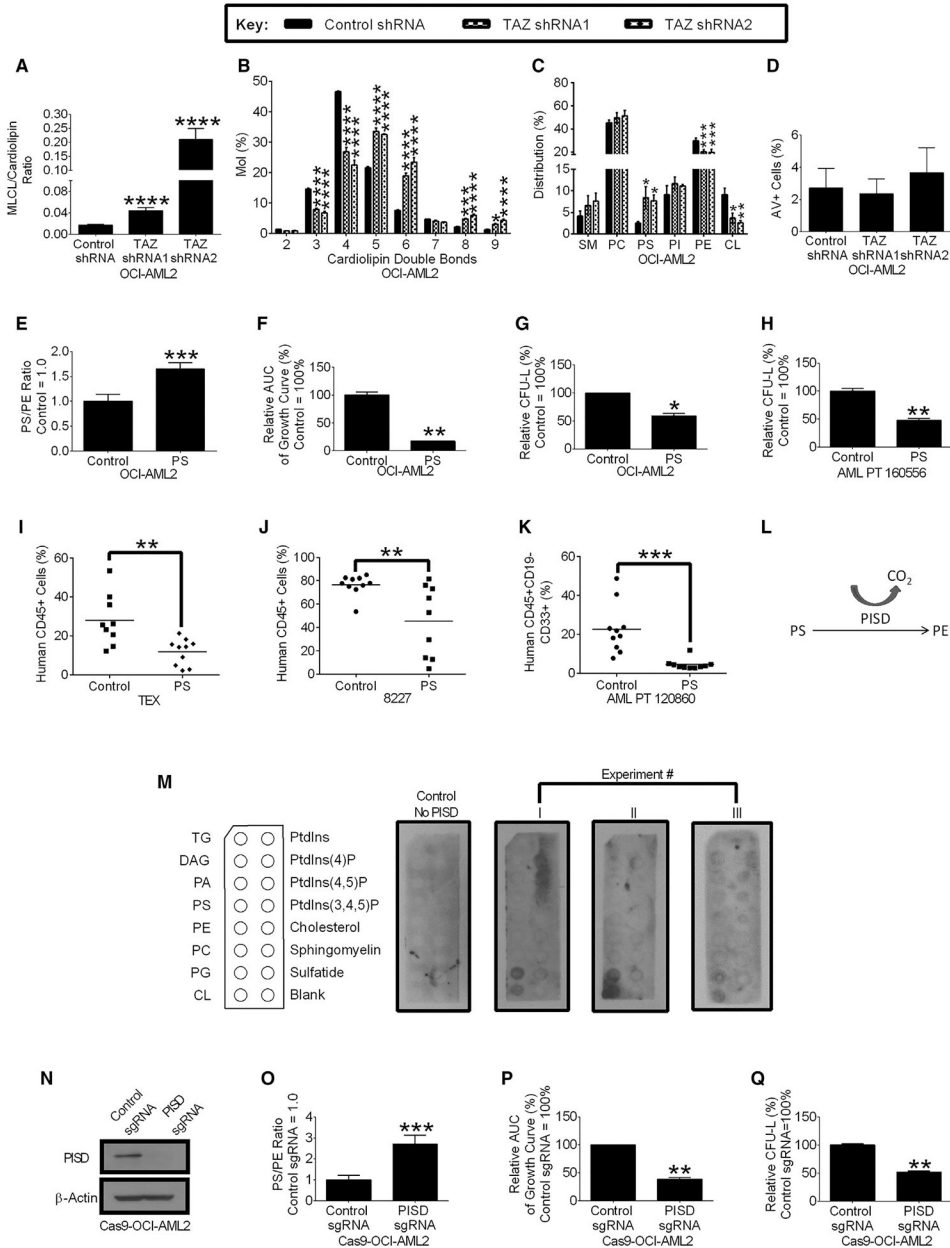 Key: Control shRNA TAZ shRNA1 TAZ shRNA2
A
MLCL/Cardiolipin
Ratio
0.30
0.25
0.20
0.15
0.10
0.08
0.04
0.00
****
****
Control
shRNA
TAZ
shRNA1
TAZ
shRNA2
OCI-AML2
B
Mol (%)
50
40
30
20
10
0
2 3 4 5 6 7 8 9
Cardiolipin Double Bonds
OCI-AML2
C
Distribution (%)
80
60
40
20
10
5
0
SM PC PS PI PE CL
OCI-AML2
D
AV+ Cells (%)
6
4
2
0
Control
shRNA
TAZ
shRNA1
TAZ
shRNA2
OCI-AML2
E
PS/PE Ratio
Control = 1.0
2.0
1.5
1.0
0.5
0.0
***
Control PS
OCI-AML2
F
Relative AUC
of Growth Curve (%)
Control = 100%
150
100
50
0
**
Control PS
OCI-AML2
G
Relative CFU-L (%)
Control = 100%
150
100
50
0
*
Control PS
OCI-AML2
H
Relative CFU-L (%)
Control = 100%
150
100
50
0
**
Control PS
AML PT 160556
I
Human CD45+ Cells (%)
60
40
20
0
**
Control PS
TEX
J
Human CD45+ Cells (%)
100
80
60
40
20
0
**
Control PS
8227
K
Human CD45+CD19-
CD33+ (%)
60
40
20
0
***
Control PS
AML PT 120860
L
CO2
PISD
PS PE
M
Experiment #
Control
No PISD
I II III
TG PtdIns
DAG PtdIns(4)P
PA PtdIns(4,5)P
PS PtdIns(3,4,5)P
PE Cholesterol
PC Sphingomyelin
PG Sulfatide
CL Blank
N
Control
sgRNA
PISD
sgRNA
PISD
β-Actin
Cas9-OCI-AML2
O
PS/PE Ratio
Control sgRNA = 1.0
4
3
2
1
0
***
Control
sgRNA
PISD
sgRNA
Cas9-OCI-AML2
P
Relative AUC
of Growth Curve (%)
Control sgRNA = 100%
150
100
50
0
**
Control
sgRNA
PISD
sgRNA
Cas9-OCI-AML2
Q
Relative CFU-L (%)
Control sgRNA=100%
150
100
50
0
**
Control
sgRNA
PISD
sgRNA
Cas9-OCI-AML2